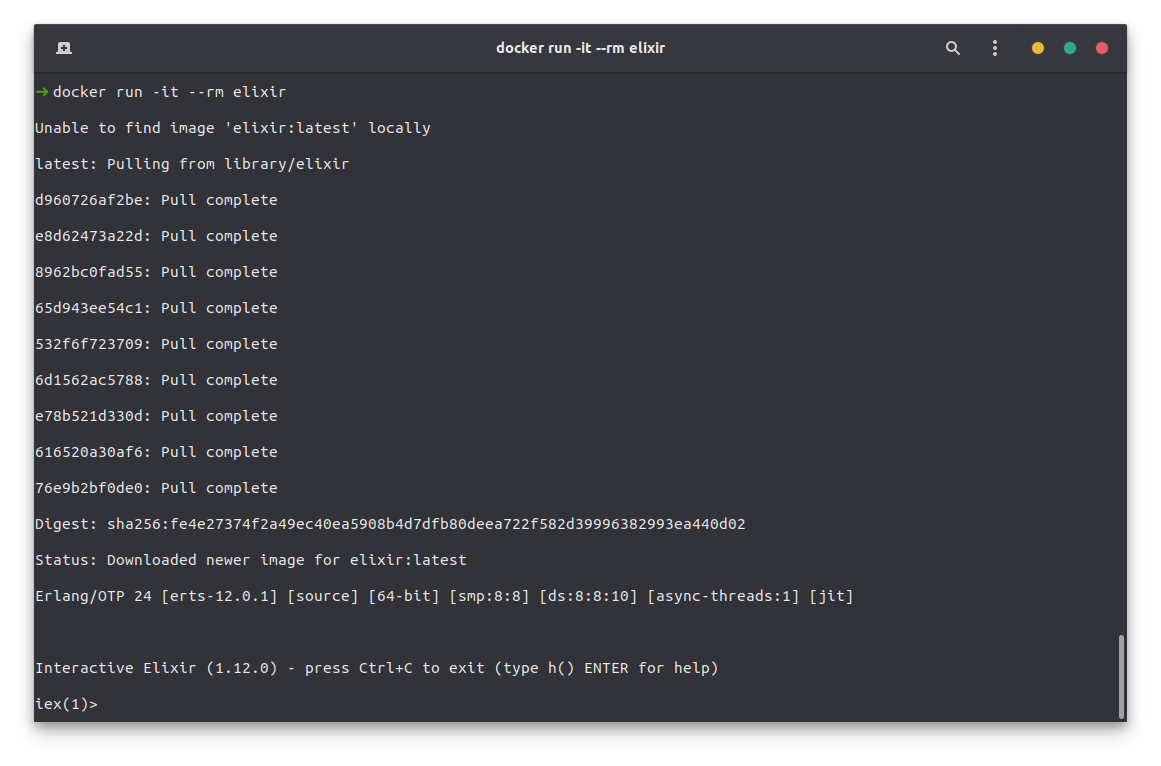 docker run -it --rm elixir
➜ docker run -it --rm elixir
Unable to find image 'elixir:latest' locally
latest: Pulling from library/elixir
d960726af2be: Pull complete
e8d62473a22d: Pull complete
8962bc0fad55: Pull complete
65d943ee54c1: Pull complete
532f6f723709: Pull complete
6d1562ac5788: Pull complete
e78b521d330d: Pull complete
616520a30af6: Pull complete
76e9b2bf0de0: Pull complete
Digest: sha256:fe4e27374f2a49ec40ea5908b4d7dfb80deea722f582d39996382993ea440d02
Status: Downloaded newer image for elixir:latest
Erlang/OTP 24 [erts-12.0.1] [source] [64-bit] [smp:8:8] [ds:8:8:10] [async-threads:1] [jit]
Interactive Elixir (1.12.0) - press Ctrl+C to exit (type h() ENTER for help)
iex(1)>